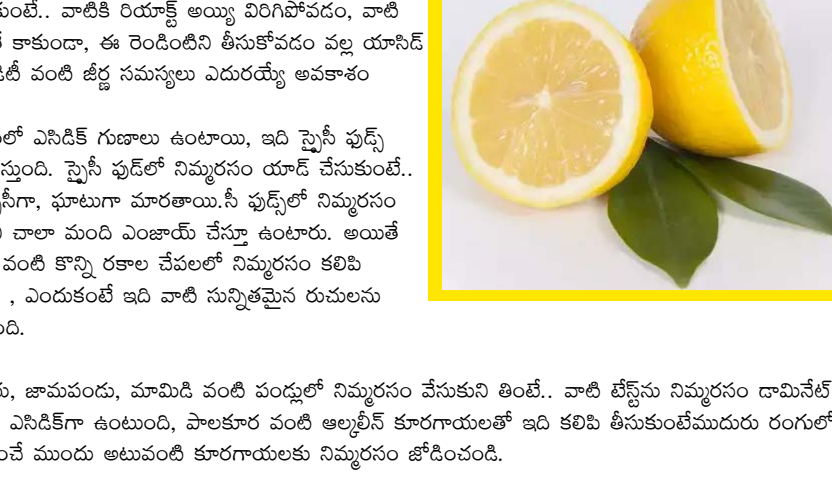 వాటికి రియాక్ట్ అయ్యి విరిగిపోవడం, వాటి
కాకుండా, ఈ రెండింటిని తీసుకోవడం వల్ల యాసిడ్
వంటి జీర్ణ సమస్యలు ఎదురయ్యే అవకాశం
ఎసిడిక్ గుణాలు ఉంటాయి, ఇది స్పైసీ ఫుడ్స్
స్పైసీ ఫుడ్‌లో నిమ్మరసం యాడ్ చేసుకుంటే..
ఘాటుగా మారతాయి.సీ ఫుడ్స్‌లో నిమ్మరసం
చాలా మంది ఎంజాయ్ చేస్తూ ఉంటారు. అయితే
వంటి కొన్ని రకాల చేపలలో నిమ్మరసం కలిపి
, ఎందుకంటే ఇది వాటి సున్నితమైన రుచులను
జామపండు, మామిడి వంటి పండ్లులో నిమ్మరసం వేసుకుని తింటే.. వాటి టేస్ట్‌ను నిమ్మరసం డామినేట్
ఎసిడిక్‌గా ఉంటుంది, పాలకూర వంటి ఆల్కలీన్ కూరగాయలతో ఇది కలిపి తీసుకుంటేముదురు రంగులో
ముందు అటువంటి కూరగాయలకు నిమ్మరసం జోడించండి.